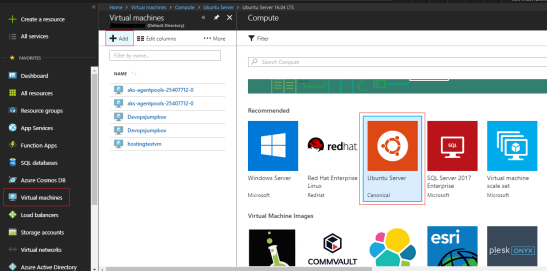 Home > Virtual machines > Compute > Ubuntu Server > Ubuntu Server 16.04 LTS
Create a resource
All services
FAVORITES
Dashboard
All resources
Resource groups
App Services
Function Apps
SQL databases
Azure Cosmos DB
Virtual machines
Load balancers
Storage accounts
Virtual networks
Azure Active Directory
Virtual machines
(Default Directory)
Add
Edit columns
More
Filter by name...
NAME
aks-agentpools-25407712-0
aks-agentpools-25407712-0
Devopsjumpbox
Devopsjumpbox
hostingtestvm
Compute
Filter
Search Compute
Recommended
redhat.
SQL
Windows Server
Microsoft
Red Hat Enterprise Linux
RedHat
Ubuntu Server
Canonical
SQL Server 2017 Enterprise
Microsoft
Virtual machine scale set
Microsoft
Virtual Machine Images
COMMVAULT
esri
plesk ONYX